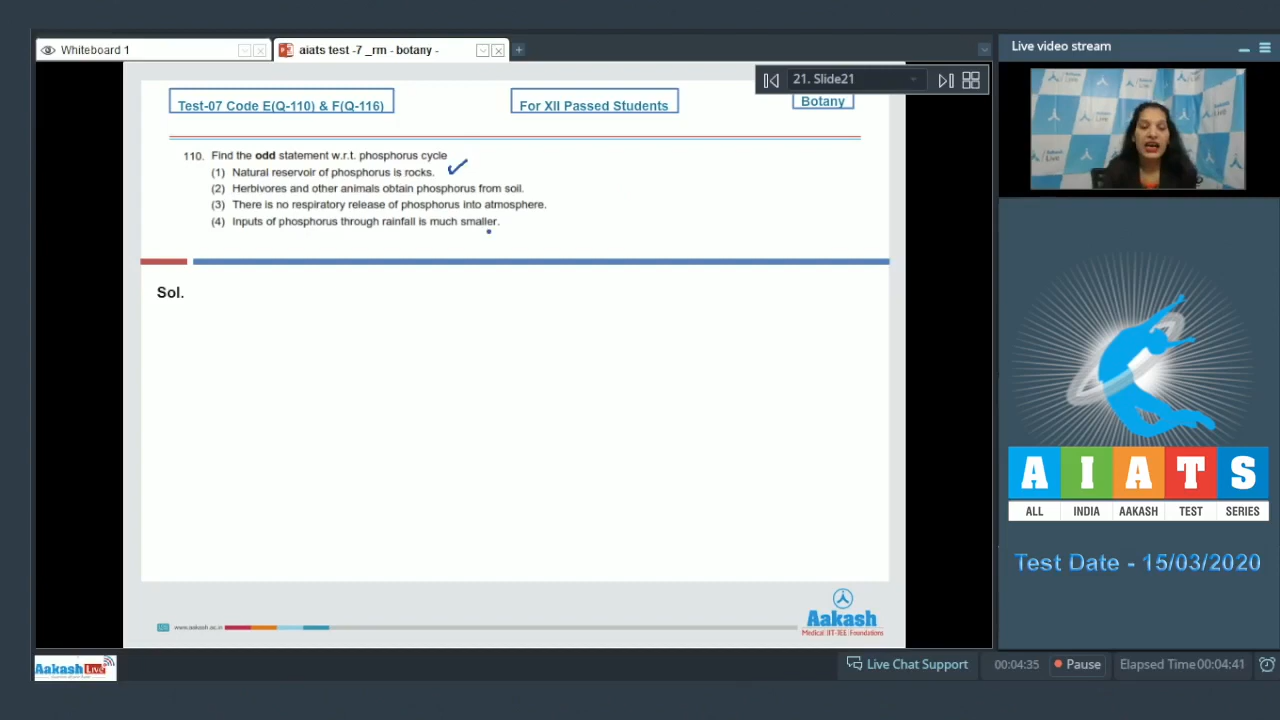 Whiteboard 1
aiats test -7 _rm - botany -
Live video stream
21. Slide21
Test-07 Code E(Q-110) & F(Q-116)
For XII Passed Students
Botany
110. Find the odd statement w.r.t. phosphorus cycle
(1) Natural reservoir of phosphorus is rocks.
(2) Herbivores and other animals obtain phosphorus from soil.
(3) There is no respiratory release of phosphorus into atmosphere.
(4) Inputs of phosphorus through rainfall is much smaller.
Sol.
A I A T S
ALL INDIA AAKASH TEST SERIES
Test Date - 15/03/2020
Aakash
Medical|IIT-JEE|Foundations
www.aakash.ac.in
Aakash Live
Live Chat Support
00:04:35
Pause
Elapsed Time 00:04:41